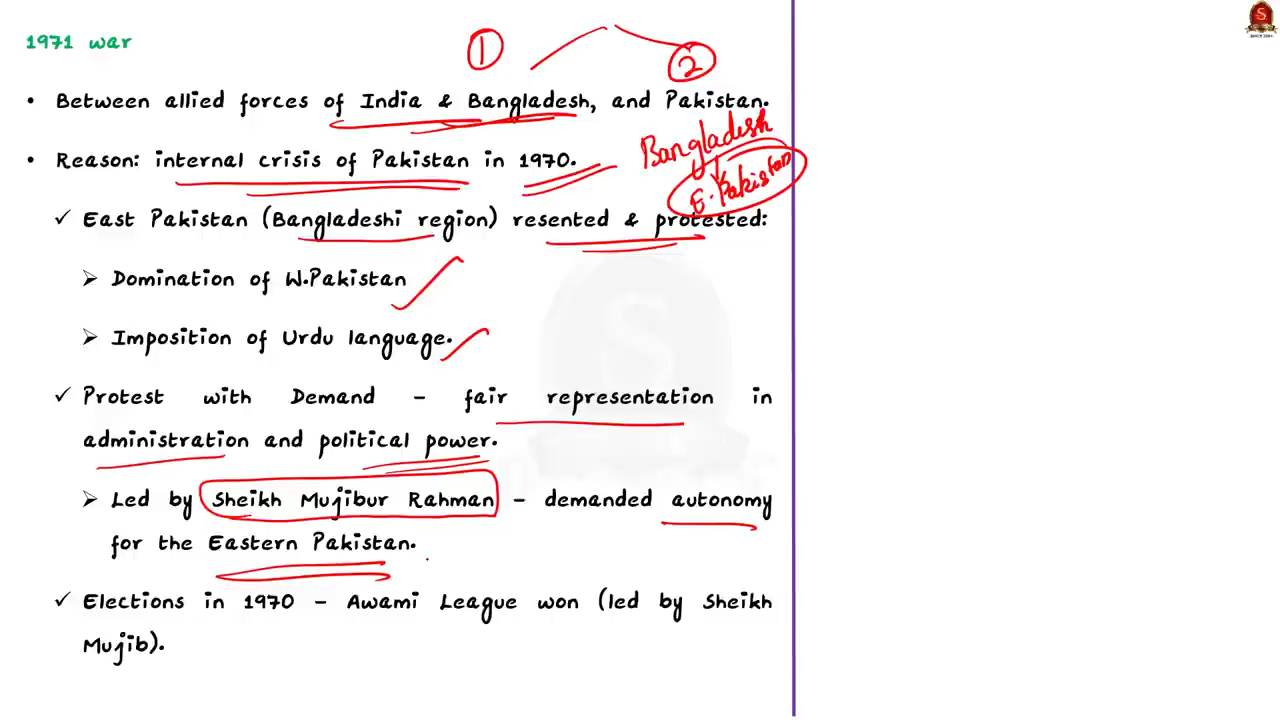 1971 war
① ②
• Between allied forces of India & Bangladesh, and Pakistan.
Bangladesh
• Reason: internal crisis of Pakistan in 1970.
E. Pakistan
✓ East Pakistan (Bangladeshi region) resented & protested:
➢ Domination of W.Pakistan
➢ Imposition of Urdu language.
✓ Protest with Demand – fair representation in
administration and political power.
➢ Led by Sheikh Mujibur Rahman – demanded autonomy
for the Eastern Pakistan.
✓ Elections in 1970 – Awami League won (led by Sheikh
Mujib).
S